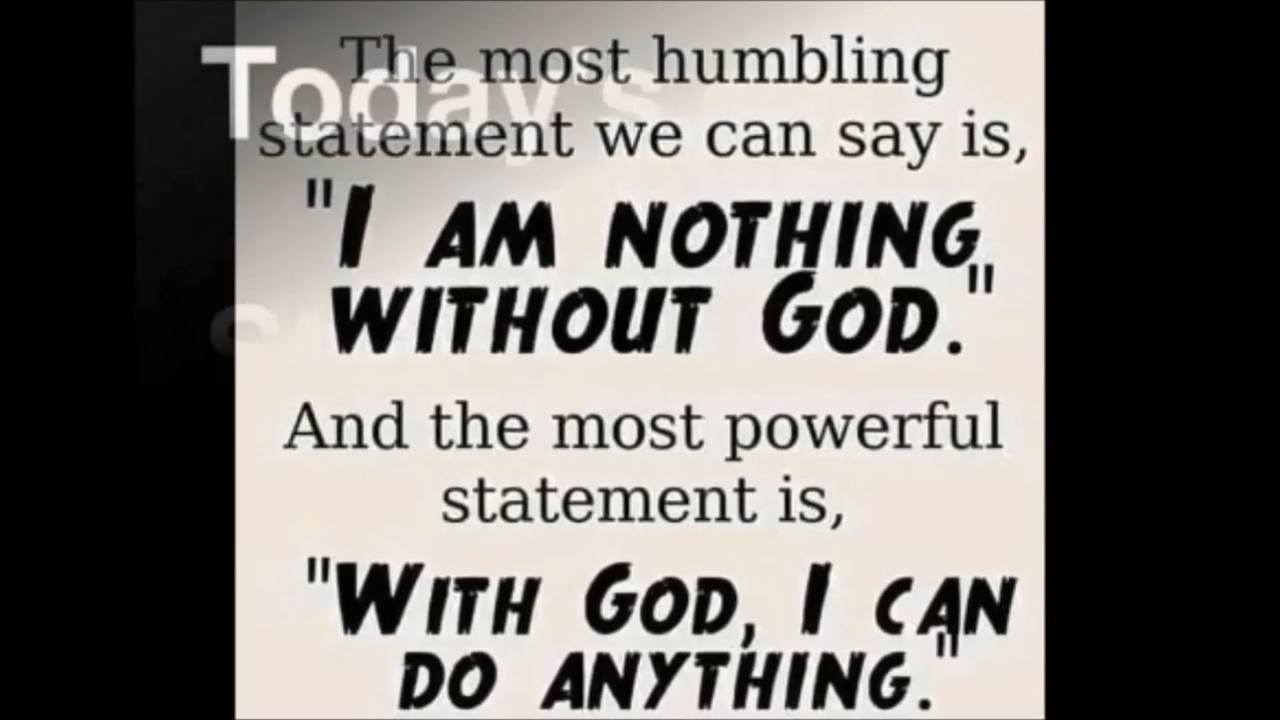 Today's
The most humbling
statement we can say is,
"I AM NOTHING
WITHOUT GOD."
And the most powerful
statement is,
"WITH GOD, I CAN
DO ANYTHING."